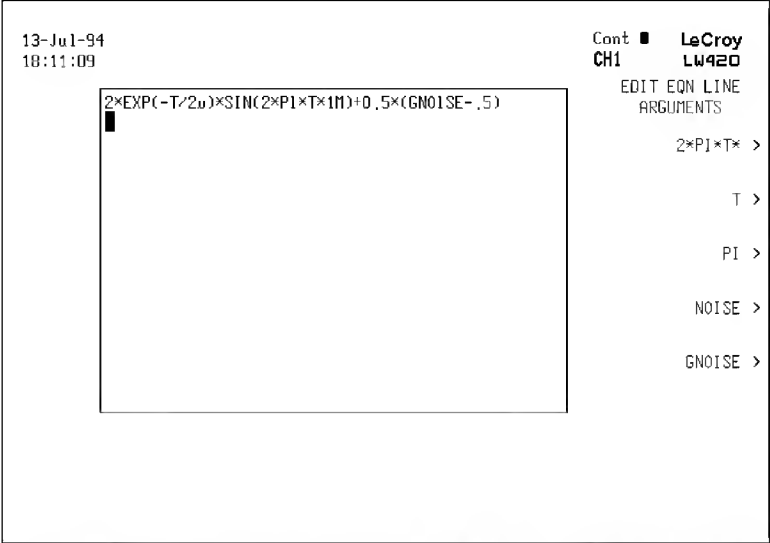 13-Jul-94
18:11:09
Cont LeCroy
CH1 LW420
EDIT EQN LINE
ARGUMENTS
2*EXP(-T/2u)*SIN(2*PI*T*1M)+0.5*(GNOISE-.5)
2*PI*T* >
T >
PI >
NOISE >
GNOISE >